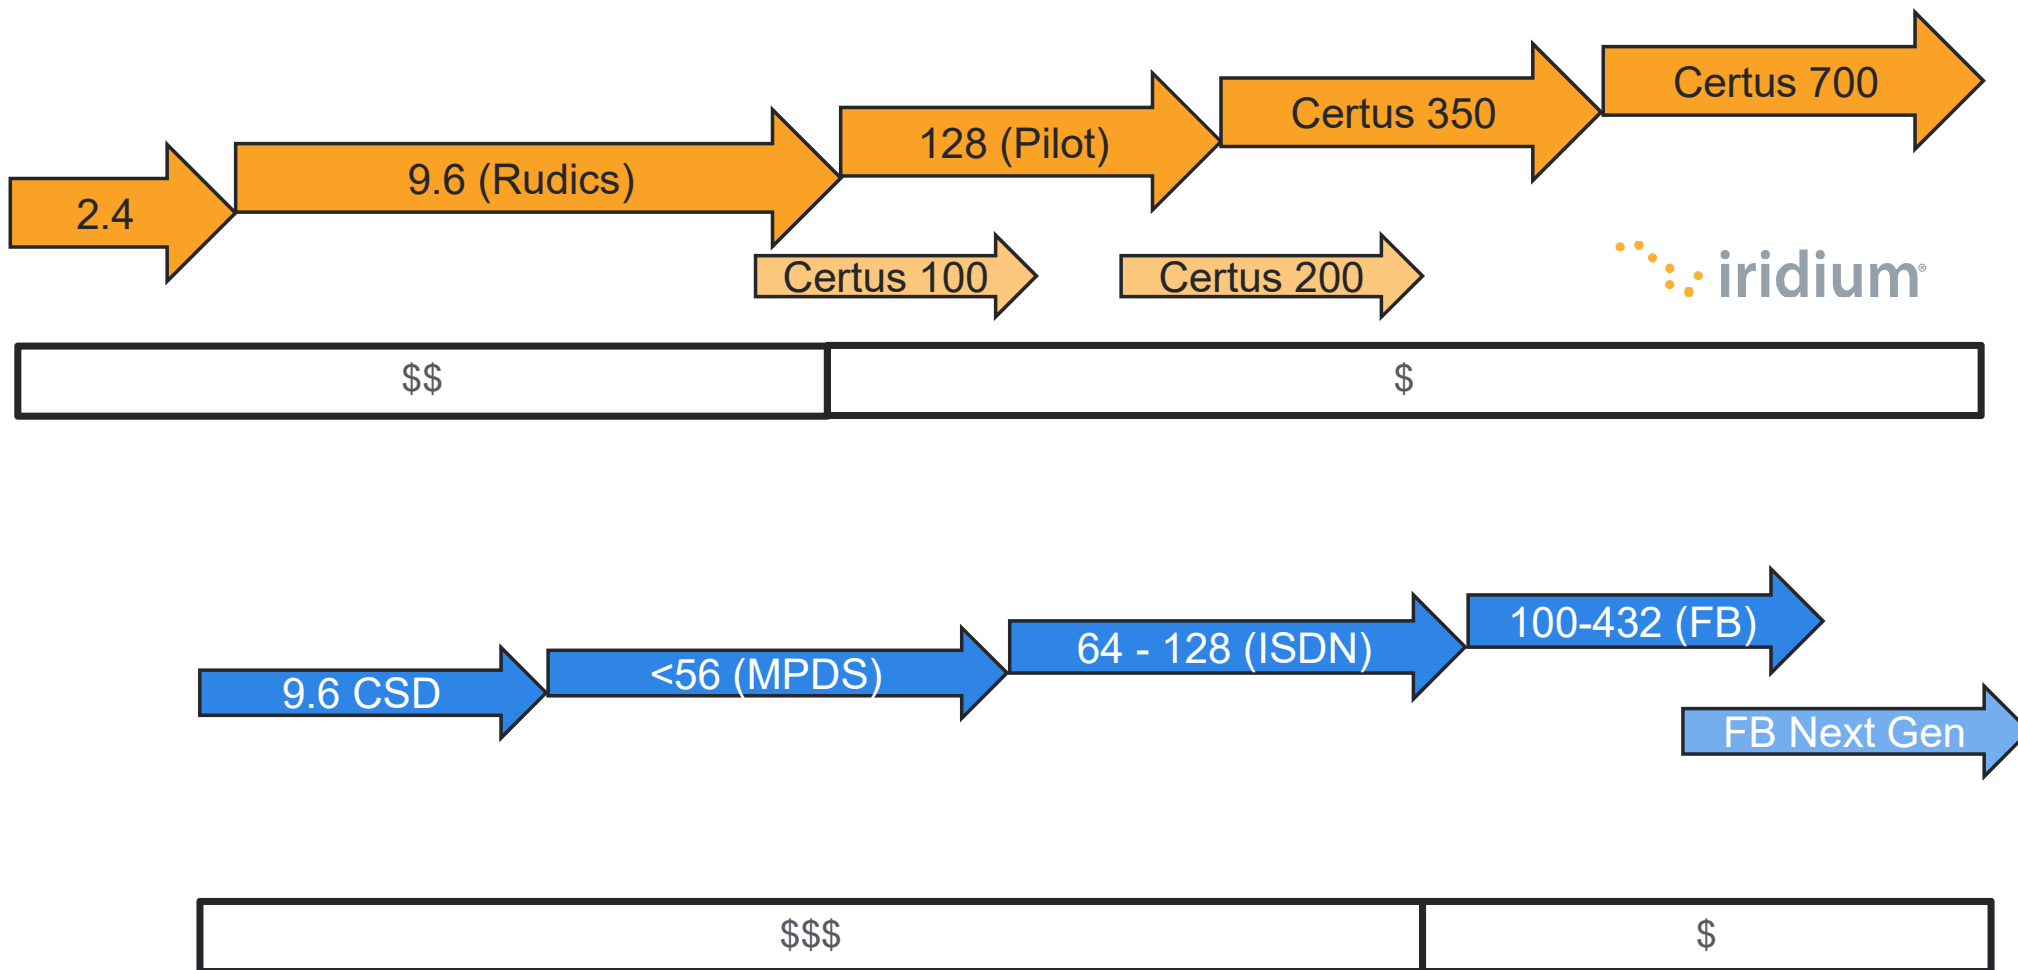 Certus 700
Certus 350
128 (Pilot)
9.6 (Rudics)
2.4
Certus 100
Certus 200
iridium®
$$
$
100-432 (FB)
64 - 128 (ISDN)
<56 (MPDS)
9.6 CSD
FB Next Gen
$$$
$